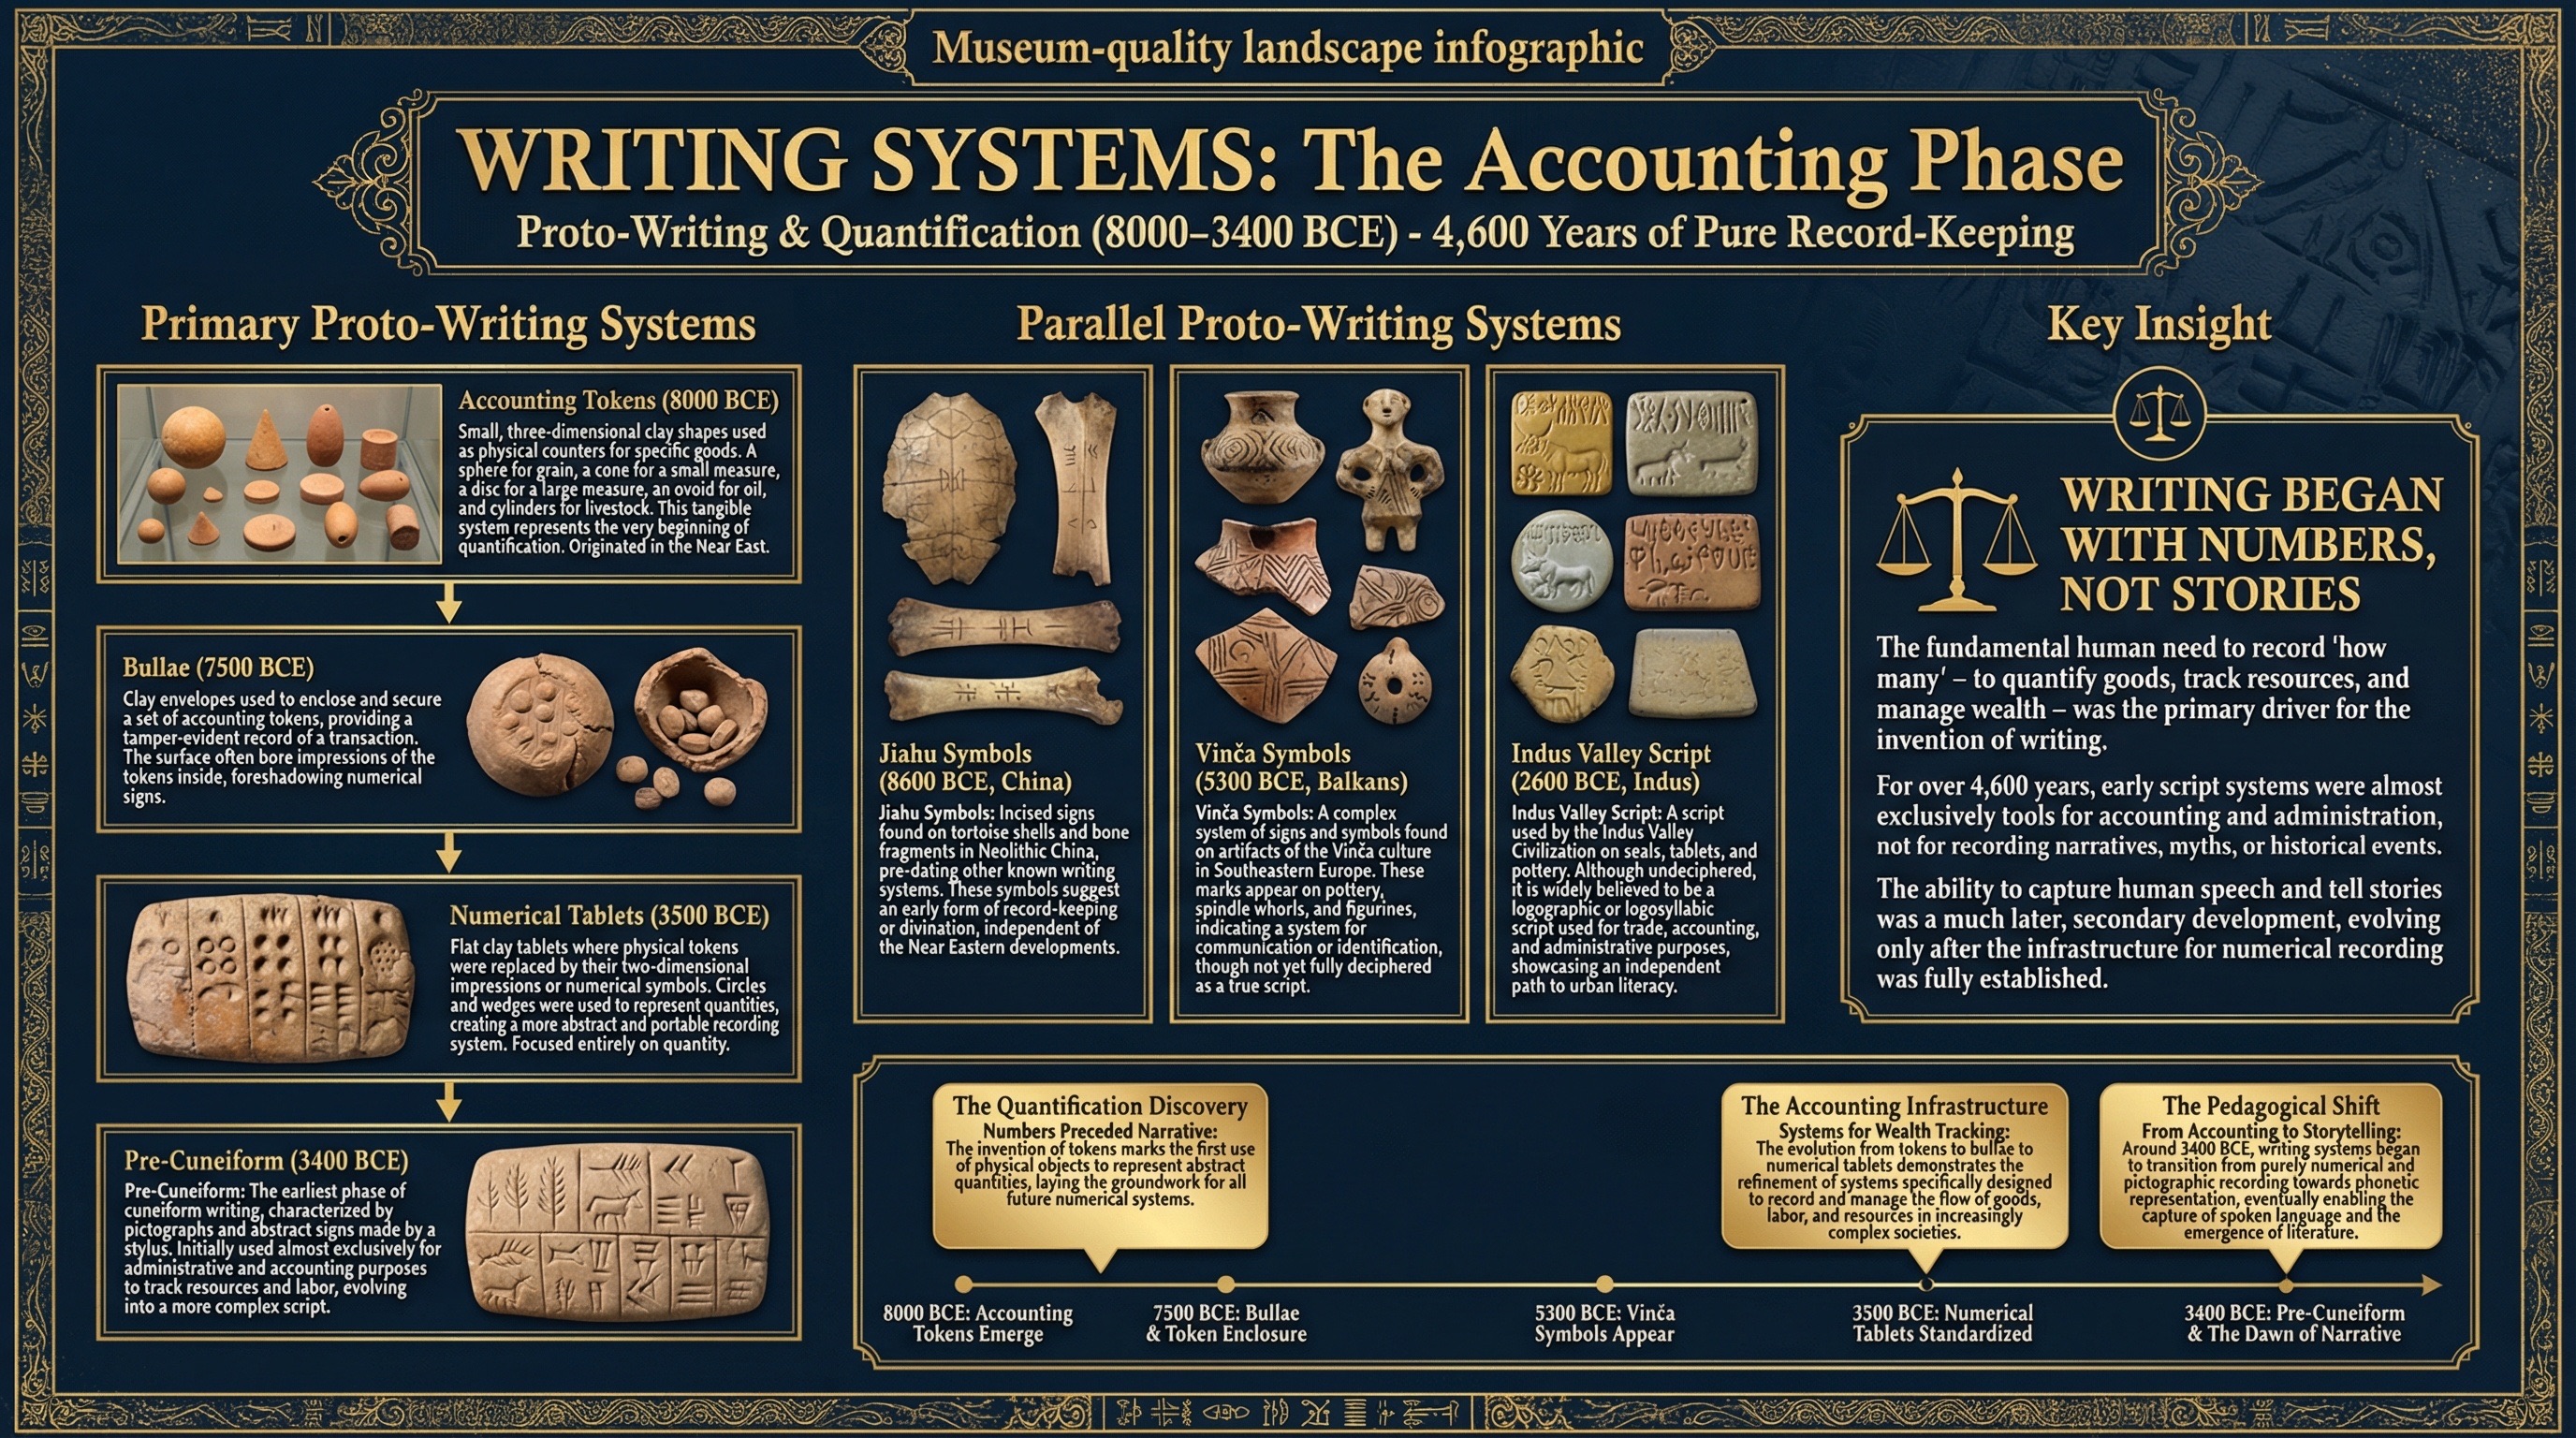 Museum-quality landscape infographic
WRITING SYSTEMS: The Accounting Phase
Proto-Writing & Quantification (8000–3400 BCE) - 4,600 Years of Pure Record-Keeping
Primary Proto-Writing Systems
Accounting Tokens (8000 BCE)
Small, three-dimensional clay shapes used
as physical counters for specific goods. A
sphere for grain, a cone for a small measure,
a disc for a large measure, an ovoid for oil,
and cylinders for livestock. This tangible
system represents the very beginning of
quantification. Originated in the Near East.
Bullae (7500 BCE)
Clay envelopes used to enclose and secure
a set of accounting tokens, providing a
tamper-evident record of a transaction.
The surface often bore impressions of the
tokens inside, foreshadowing numerical
signs.
Numerical Tablets (3500 BCE)
Flat clay tablets where physical tokens
were replaced by their two-dimensional
impressions or numerical symbols. Circles
and wedges were used to represent quantities,
creating a more abstract and portable recording
system. Focused entirely on quantity.
Pre-Cuneiform (3400 BCE)
Pre-Cuneiform: The earliest phase of
cuneiform writing, characterized by
pictographs and abstract signs made by a
stylus. Initially used almost exclusively for
administrative and accounting purposes
to track resources and labor, evolving
into a more complex script.
Parallel Proto-Writing Systems
Jiahu Symbols
(8600 BCE, China)
Jiahu Symbols: Incised signs
found on tortoise shells and bone
fragments in Neolithic China,
pre-dating other known writing
systems. These symbols suggest
an early form of record-keeping
or divination, independent of
the Near Eastern developments.
Vinča Symbols
(5300 BCE, Balkans)
Vinča Symbols: A complex
system of signs and symbols found
on artifacts of the Vinča culture
in Southeastern Europe. These
marks appear on pottery,
spindle whorls, and figurines,
indicating a system for
communication or identification,
though not yet fully deciphered
as a true script.
Indus Valley Script
(2600 BCE, Indus)
Indus Valley Script: A script
used by the Indus Valley
Civilization on seals, tablets, and
pottery. Although undeciphered,
it is widely believed to be a
logographic or logosyllabic
script used for trade, accounting,
and administrative purposes,
showcasing an independent
path to urban literacy.
Key Insight
WRITING BEGAN
WITH NUMBERS,
NOT STORIES
The fundamental human need to record 'how
many' – to quantify goods, track resources, and
manage wealth – was the primary driver for the
invention of writing.
For over 4,600 years, early script systems were almost
exclusively tools for accounting and administration,
not for recording narratives, myths, or historical events.
The ability to capture human speech and tell stories
was a much later, secondary development, evolving
only after the infrastructure for numerical recording
was fully established.
The Quantification Discovery
Numbers Preceded Narrative:
The invention of tokens marks the first use
of physical objects to represent abstract
quantities, laying the groundwork for all
future numerical systems.
The Accounting Infrastructure
Systems for Wealth Tracking:
The evolution from tokens to bullae to
numerical tablets demonstrates the
refinement of systems specifically designed
to record and manage the flow of goods,
labor, and resources in increasingly
complex societies.
The Pedagogical Shift
From Accounting to Storytelling:
Around 3400 BCE, writing systems began
to transition from purely numerical and
pictographic recording towards phonetic
representation, eventually enabling the
capture of spoken language and the
emergence of literature.
8000 BCE: Accounting
Tokens Emerge
7500 BCE: Bullae
& Token Enclosure
5300 BCE: Vinča
Symbols Appear
3500 BCE: Numerical
Tablets Standardized
3400 BCE: Pre-Cuneiform
& The Dawn of Narrative